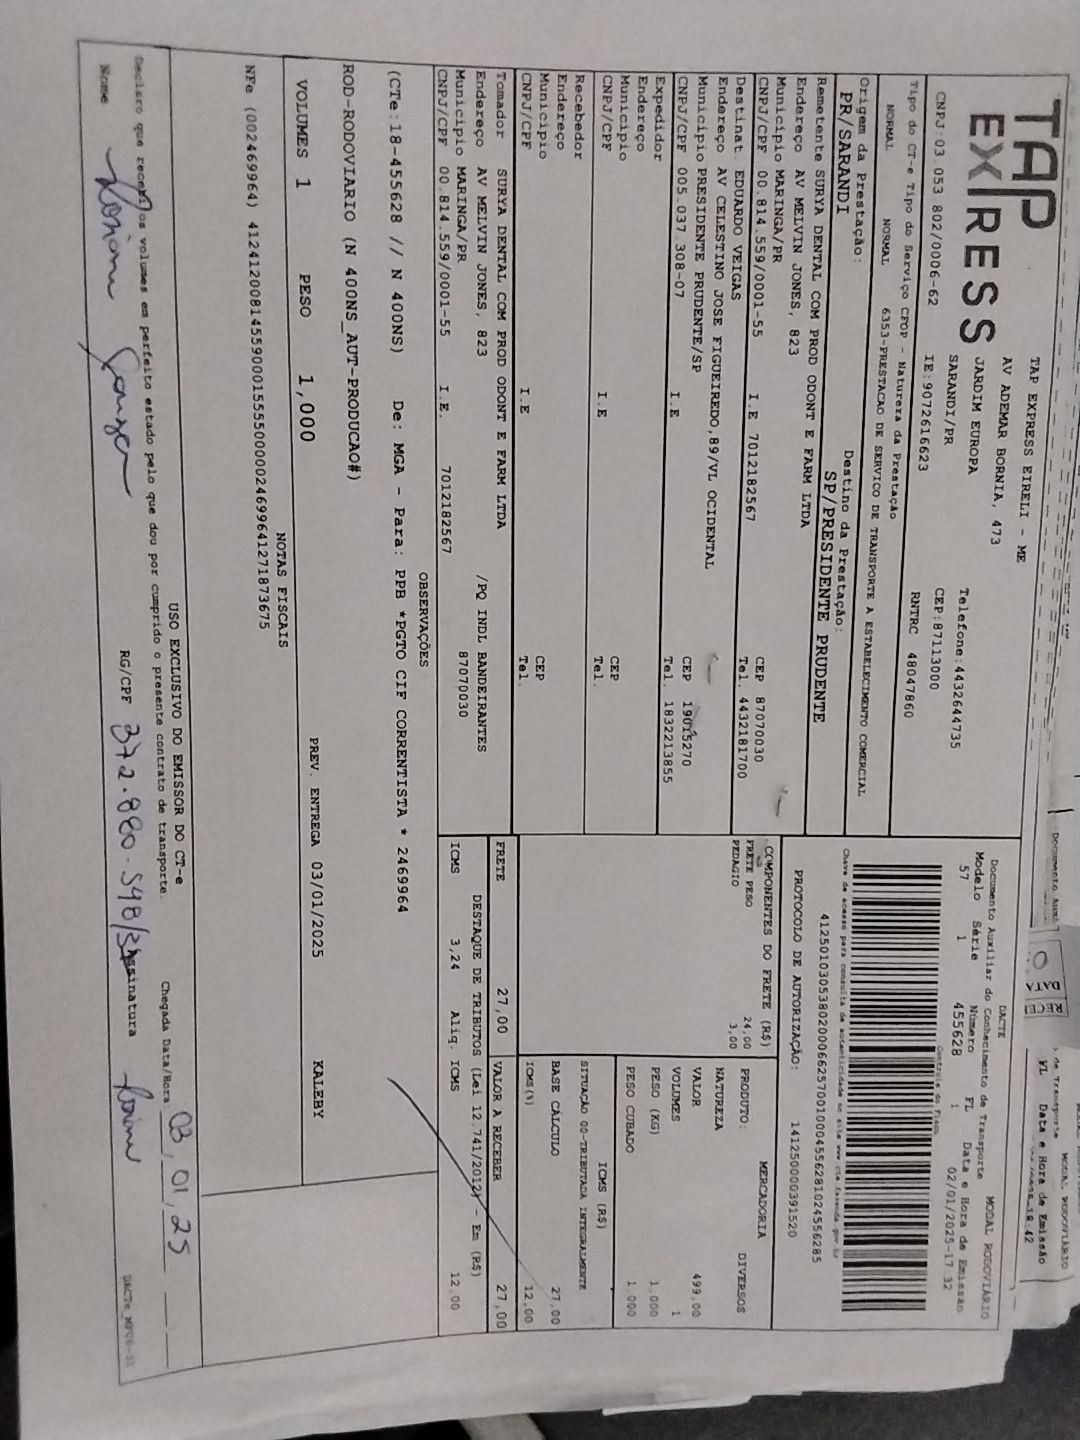 TAP
EXPRESS
TAP EXPRESS EIRELI - ME
AV ADEMAR BORNIA, 473
JARDIM EUROPA
SARANDI/PR
Telefone:4432644735
CEP:87113000
CNPJ:03 053 802/0006-62
IE:9072616623
RNTRC 48047860
Tipo do CT-e Tipo do Serviço CFOP - Natureza da Prestação
NORMAL NORMAL 6353-PRESTACAO DE SERVICO DE TRANSPORTE A ESTABELECIMENTO COMERCIAL
Origem da Prestação: Destino da Prestação:
PR/SARANDI SP/PRESIDENTE PRUDENTE
Remetente SURYA DENTAL COM PROD ODONT E FARM LTDA
Endereço AV MELVIN JONES, 823
Município MARINGA/PR CEP 87070030
CNPJ/CPF 00.814.559/0001-55 I.E 7012182567 Tel. 4432181700
Destinat. EDUARDO VEIGAS
Endereço AV CELESTINO JOSE FIGUEIREDO,89/VL OCIDENTAL
Município PRESIDENTE PRUDENTE/SP CEP 19015270
CNPJ/CPF 005.037.308-07 I.E Tel. 1832213855
Expedidor
Endereço
Município CEP
CNPJ/CPF I.E Tel.
Recebedor
Endereço
Município CEP
CNPJ/CPF I.E Tel.
Tomador SURYA DENTAL COM PROD ODONT E FARM LTDA
Endereço AV MELVIN JONES, 823 /PQ INDL BANDEIRANTES
Município MARINGA/PR 87070030
CNPJ/CPF 00.814.559/0001-55 I.E. 7012182567
DACTE MODAL RODOVIÁRIO
Documento Auxiliar do Conhecimento de Transporte
Modelo Série Número FL Data e Hora de Emissão
57 1 455628 1 02/01/2025-17 32
Controle do Fisco
Chave de acesso para consulta de autenticidade no site www cte fazenda gov.br
41250103053802000662570010004556281024556285
PROTOCOLO DE AUTORIZAÇÃO: 141250000391520
COMPONENTES DO FRETE (R$)
FRETE PESO 24,00
PEDAGIO 3,00
MERCADORIA
PRODUTO: DIVERSOS
NATUREZA
VALOR 499,00
VOLUMES 1
PESO (KG) 1.000
PESO CUBADO 1.000
ICMS (R$)
SITUAÇÃO 00-TRIBUTADA INTEGRALMENTE
BASE CÁLCULO 27,00
ICMS(%) 12,00
FRETE 27,00 VALOR A RECEBER 27,00
DESTAQUE DE TRIBUTOS (Lei 12.741/2012) - Em (R$)
ICMS 3,24 Aliq. ICMS 12,00
OBSERVAÇÕES
(CTe:18-455628 // N 400NS) De: MGA - Para: PPB *PGTO CIF CORRENTISTA * 2469964
ROD-RODOVIARIO (N 400NS_AUT-PRODUCAO#)
VOLUMES 1 PESO 1,000 PREV. ENTREGA 03/01/2025 KALEBY
NOTAS FISCAIS
NFe (002469964) 41241200814559000155550000024699641271873675
USO EXCLUSIVO DO EMISSOR DO CT-e
Declaro que recebi os volumes em perfeito estado pelo que dou por cumprido o presente contrato de transporte. Chegada Data/Hora 03,01,25
Nome RG/CPF 372.880.598/ Assinatura